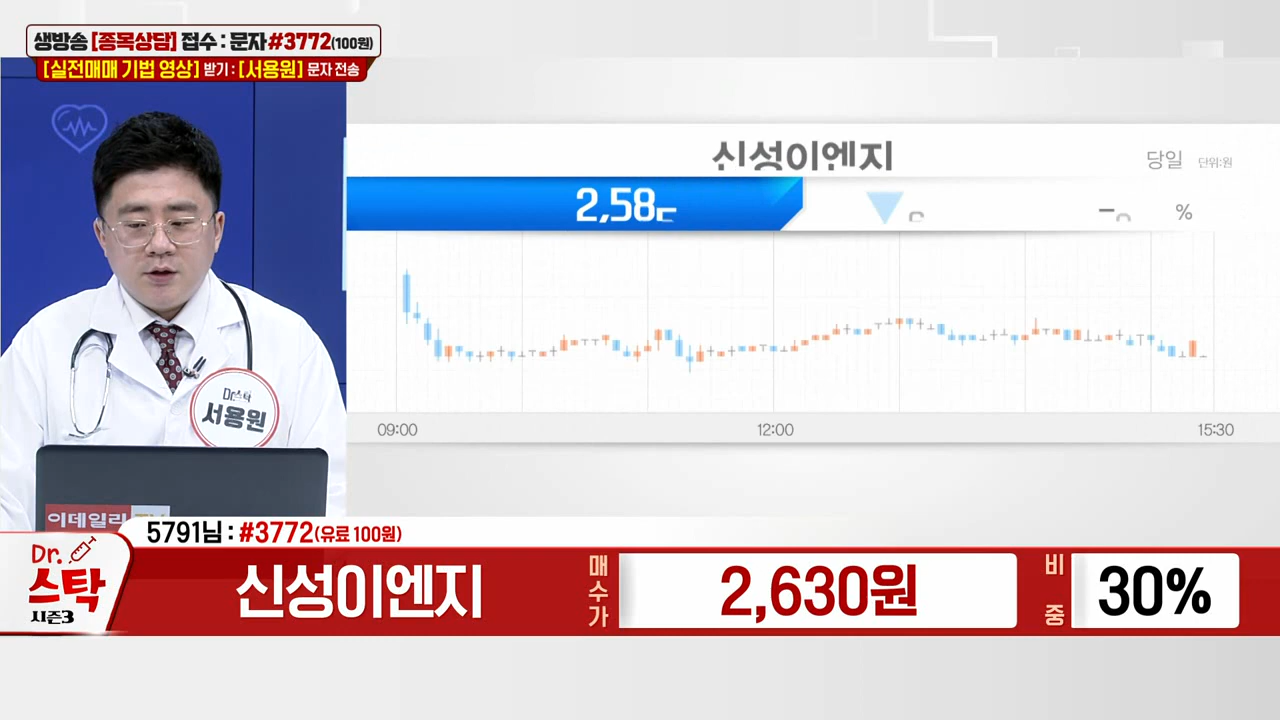 생방송 [종목상담] 접수 : 문자 #3772(100원)
[실전매매 기법 영상] 받기 : [서용원] 문자 전송
신성이엔지
당일 단위:원
%
09:00 12:00 15:30
Dr.스탁
서용원
이데일리
5791님 : #3772(유료 100원)
Dr.
스탁
시즌3
신성이엔지 매수가 2,630원 비중 30%